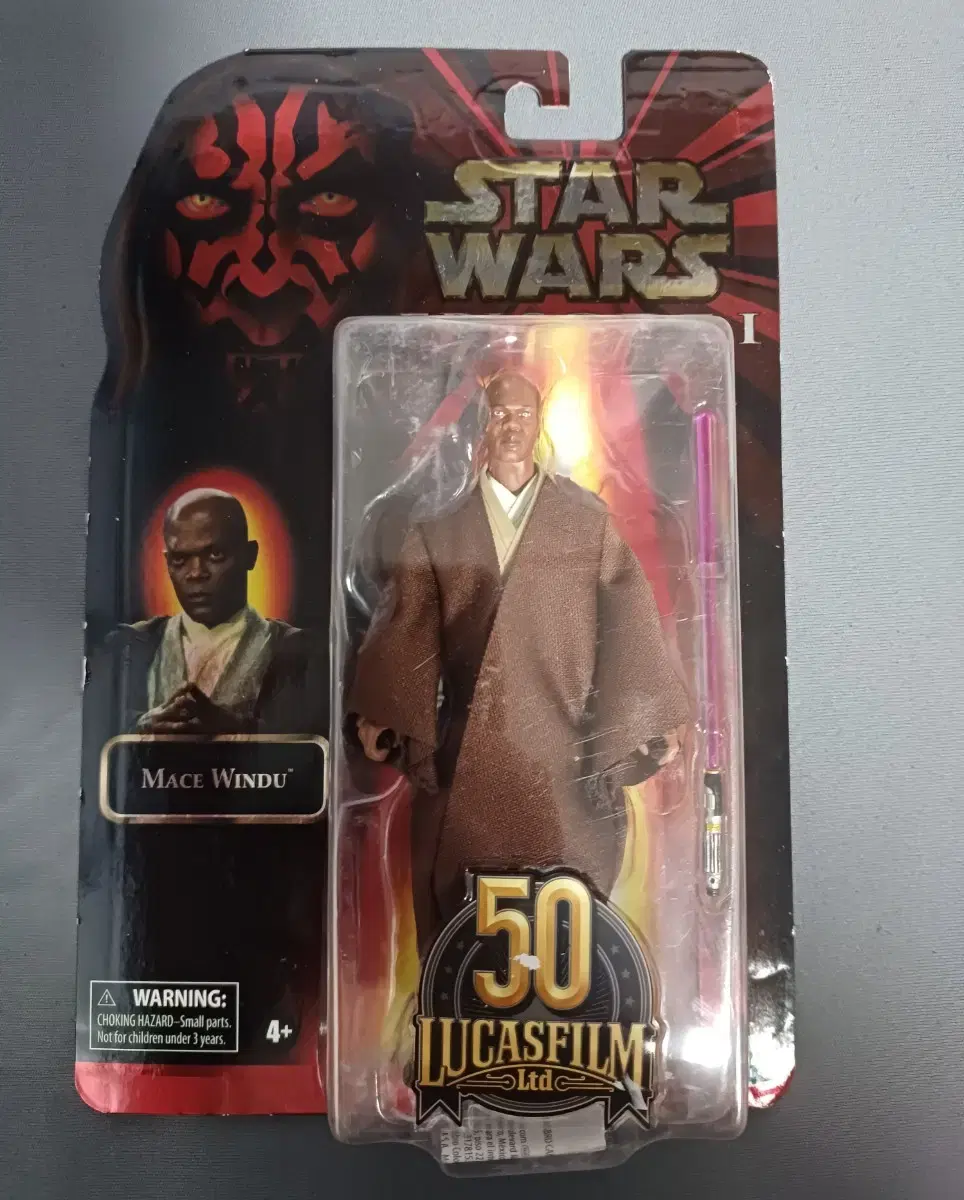 STAR
WARS
I
MACE WINDU™
WARNING:
CHOKING HAZARD–Small parts.
Not for children under 3 years.
4+
50
LUCASFILM
Ltd